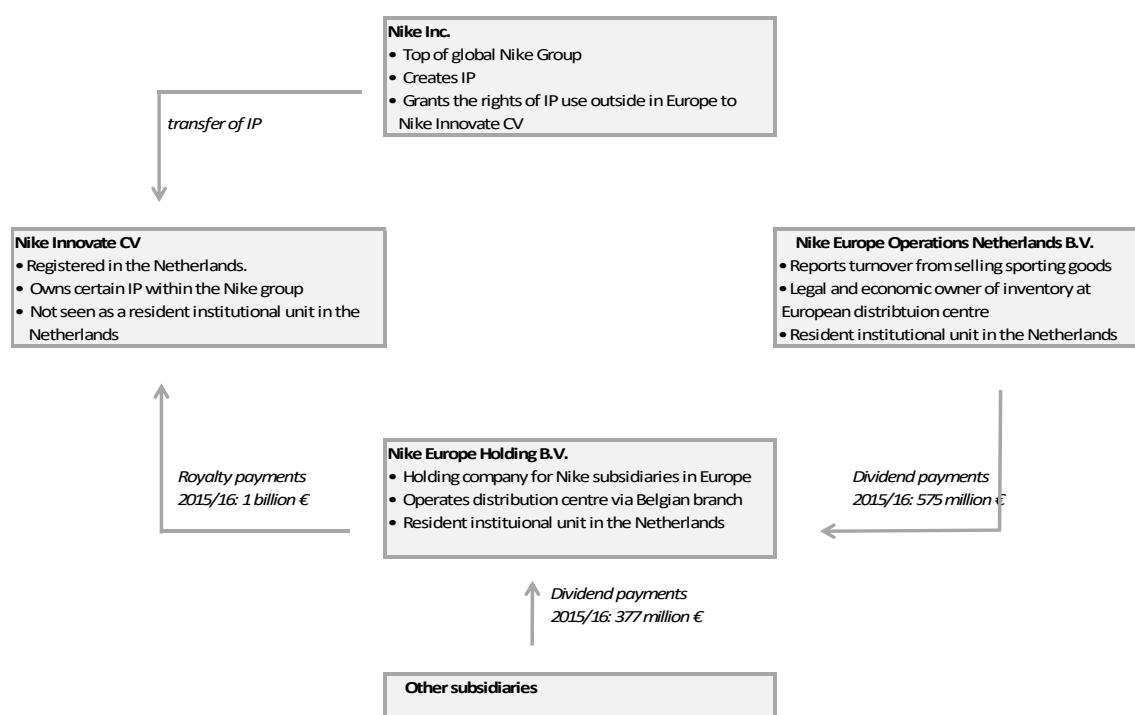 Nike Inc.
• Top of global Nike Group
• Creates IP
• Grants the rights of IP use outside in Europe to
Nike Innovate CV
transfer of IP
Nike Innovate CV
• Registered in the Netherlands.
• Owns certain IP within the Nike group
• Not seen as a resident institutional unit in the
Netherlands
Nike Europe Operations Netherlands B.V.
• Reports turnover from selling sporting goods
• Legal and economic owner of inventory at
European distribtuion centre
• Resident institutional unit in the Netherlands
Nike Europe Holding B.V.
• Holding company for Nike subsidiaries in Europe
• Operates distribution centre via Belgian branch
• Resident instituional unit in the Netherlands
Royalty payments
2015/16: 1 billion €
Dividend payments
2015/16: 575 million €
Dividend payments
2015/16: 377 million €
Other subsidiaries